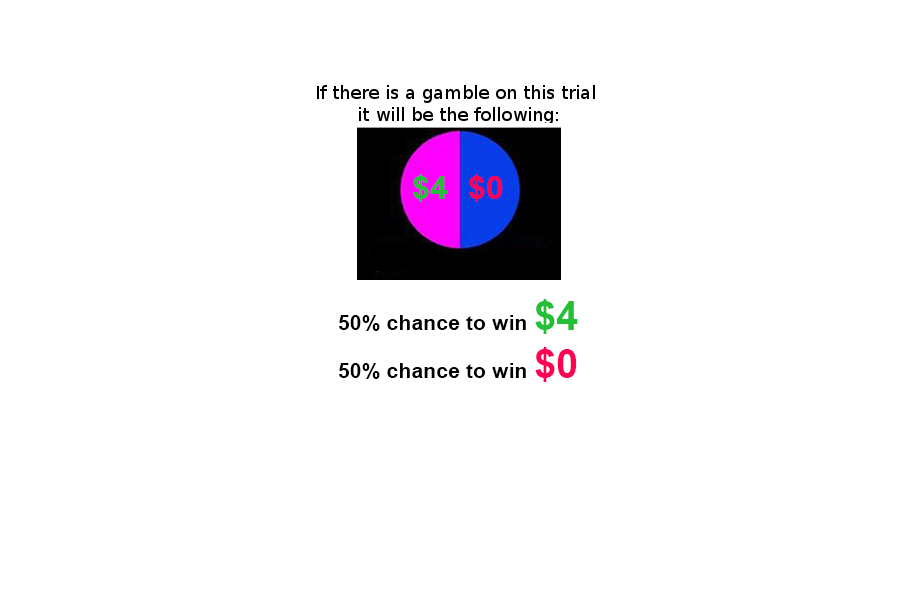 If there is a gamble on this trial
it will be the following:
$4 $0
50% chance to win $4
50% chance to win $0